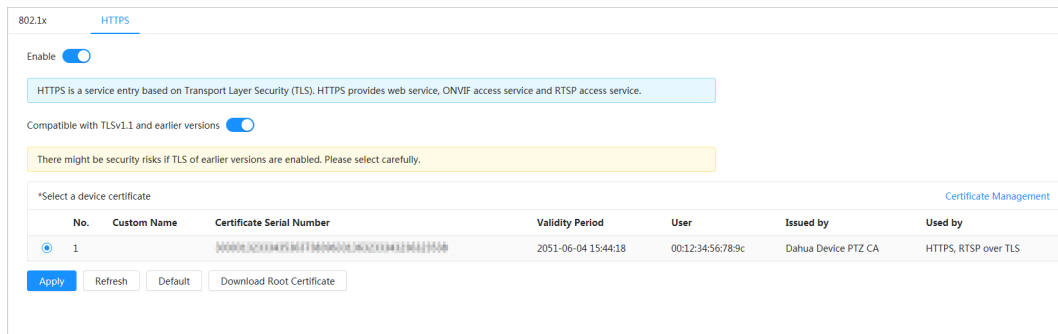 802.1x HTTPS
Enable
HTTPS is a service entry based on Transport Layer Security (TLS). HTTPS provides web service, ONVIF access service and RTSP access service.
Compatible with TLSv1.1 and earlier versions
There might be security risks if TLS of earlier versions are enabled. Please select carefully.
*Select a device certificate Certificate Management
No. Custom Name Certificate Serial Number Validity Period User Issued by Used by
1 2051-06-04 15:44:18 00:12:34:56:78:9c Dahua Device PTZ CA HTTPS, RTSP over TLS
Apply Refresh Default Download Root Certificate